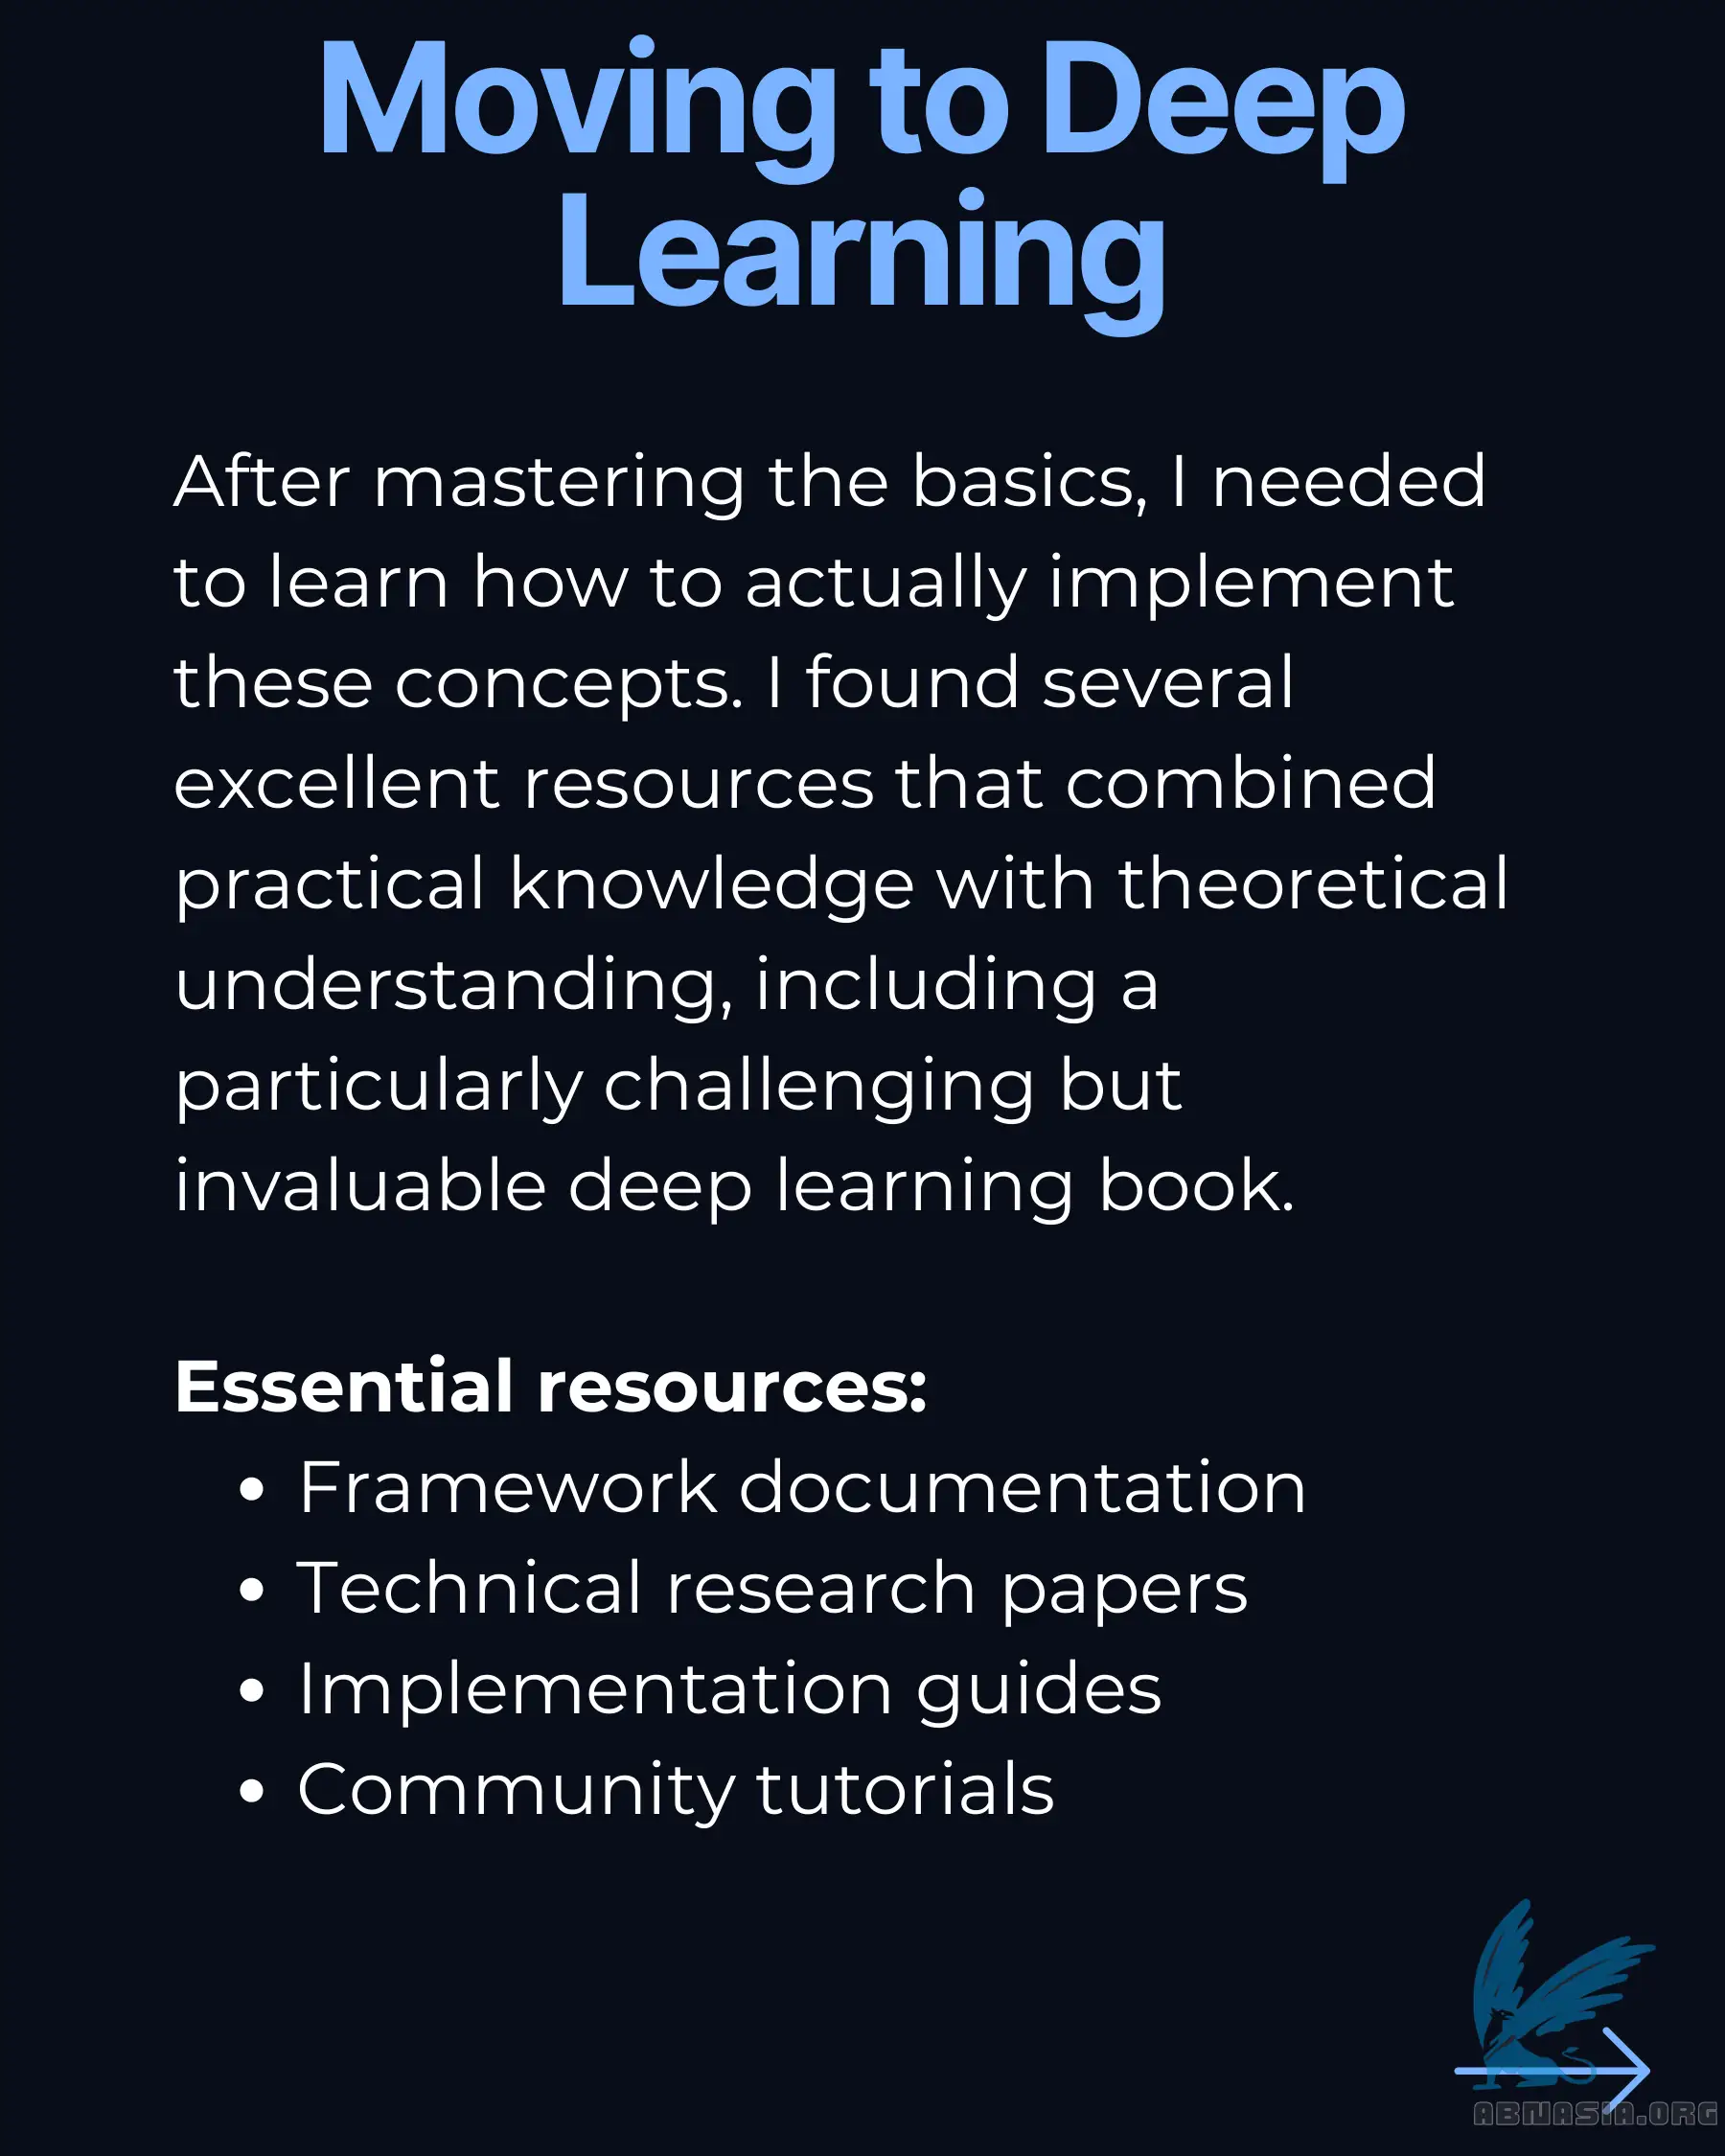 Moving to Deep
Learning
After mastering the basics, I needed
to learn how to actually implement
these concepts. I found several
excellent resources that combined
practical knowledge with theoretical
understanding, including a
particularly challenging but
invaluable deep learning book.
Essential resources:
• Framework documentation
• Technical research papers
• Implementation guides
• Community tutorials
ABNASIA.ORG